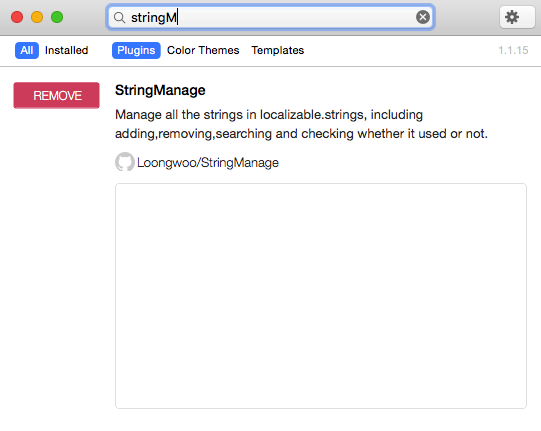 stringM
All Installed Plugins Color Themes Templates 1.1.15
REMOVE StringManage
Manage all the strings in localizable.strings, including
adding,removing,searching and checking whether it used or not.
Loongwoo/StringManage